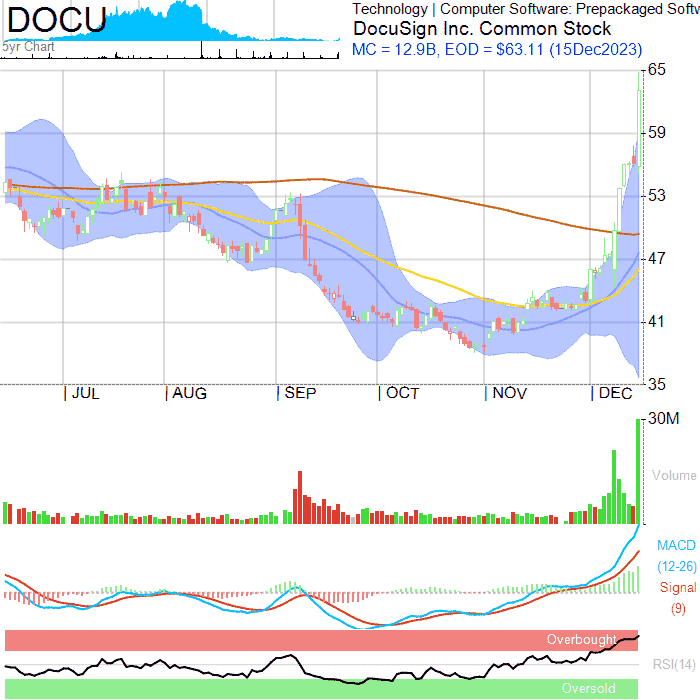 DOCU
5yr Chart
Technology | Computer Software: Prepackaged Softw
DocuSign Inc. Common Stock
MC = 12.9B, EOD = $63.11 (15Dec2023)
65
59
53
47
41
35
| JUL | AUG | SEP | OCT | NOV | DEC
30M
Volume
MACD
(12-26)
Signal
(9)
Overbought
RSI(14)
Oversold